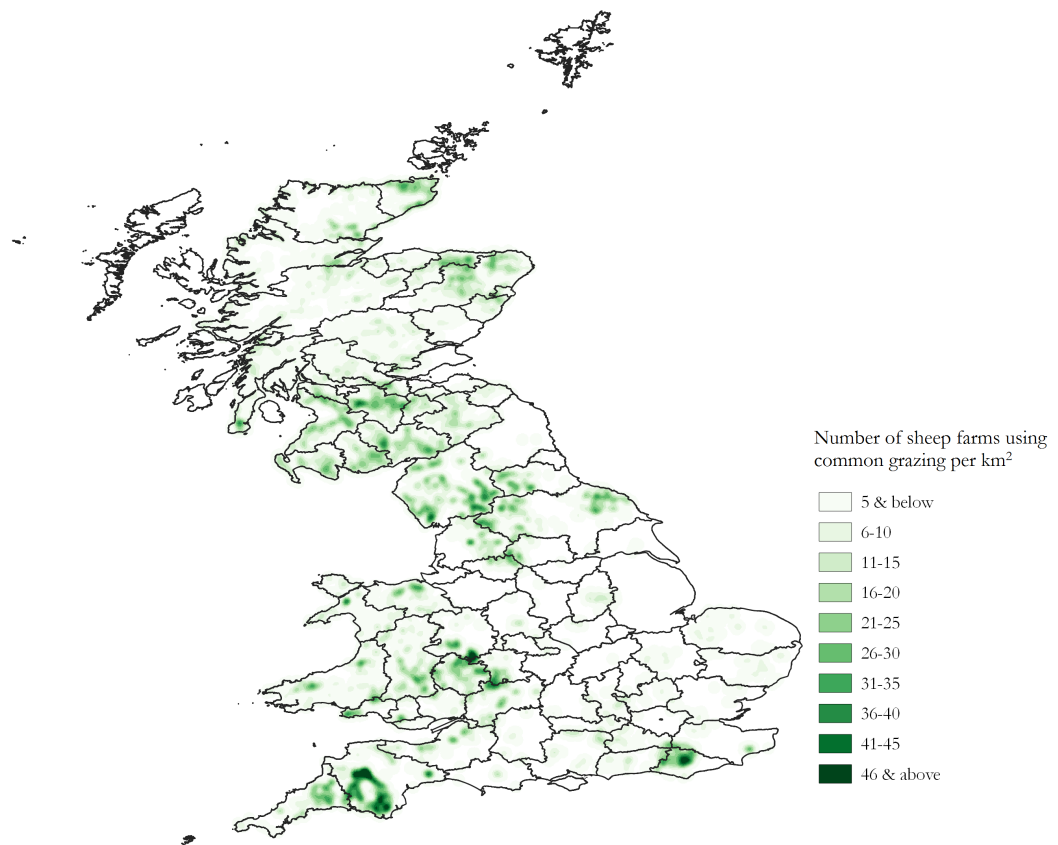 Number of sheep farms using
common grazing per km²
5 & below
6-10
11-15
16-20
21-25
26-30
31-35
36-40
41-45
46 & above